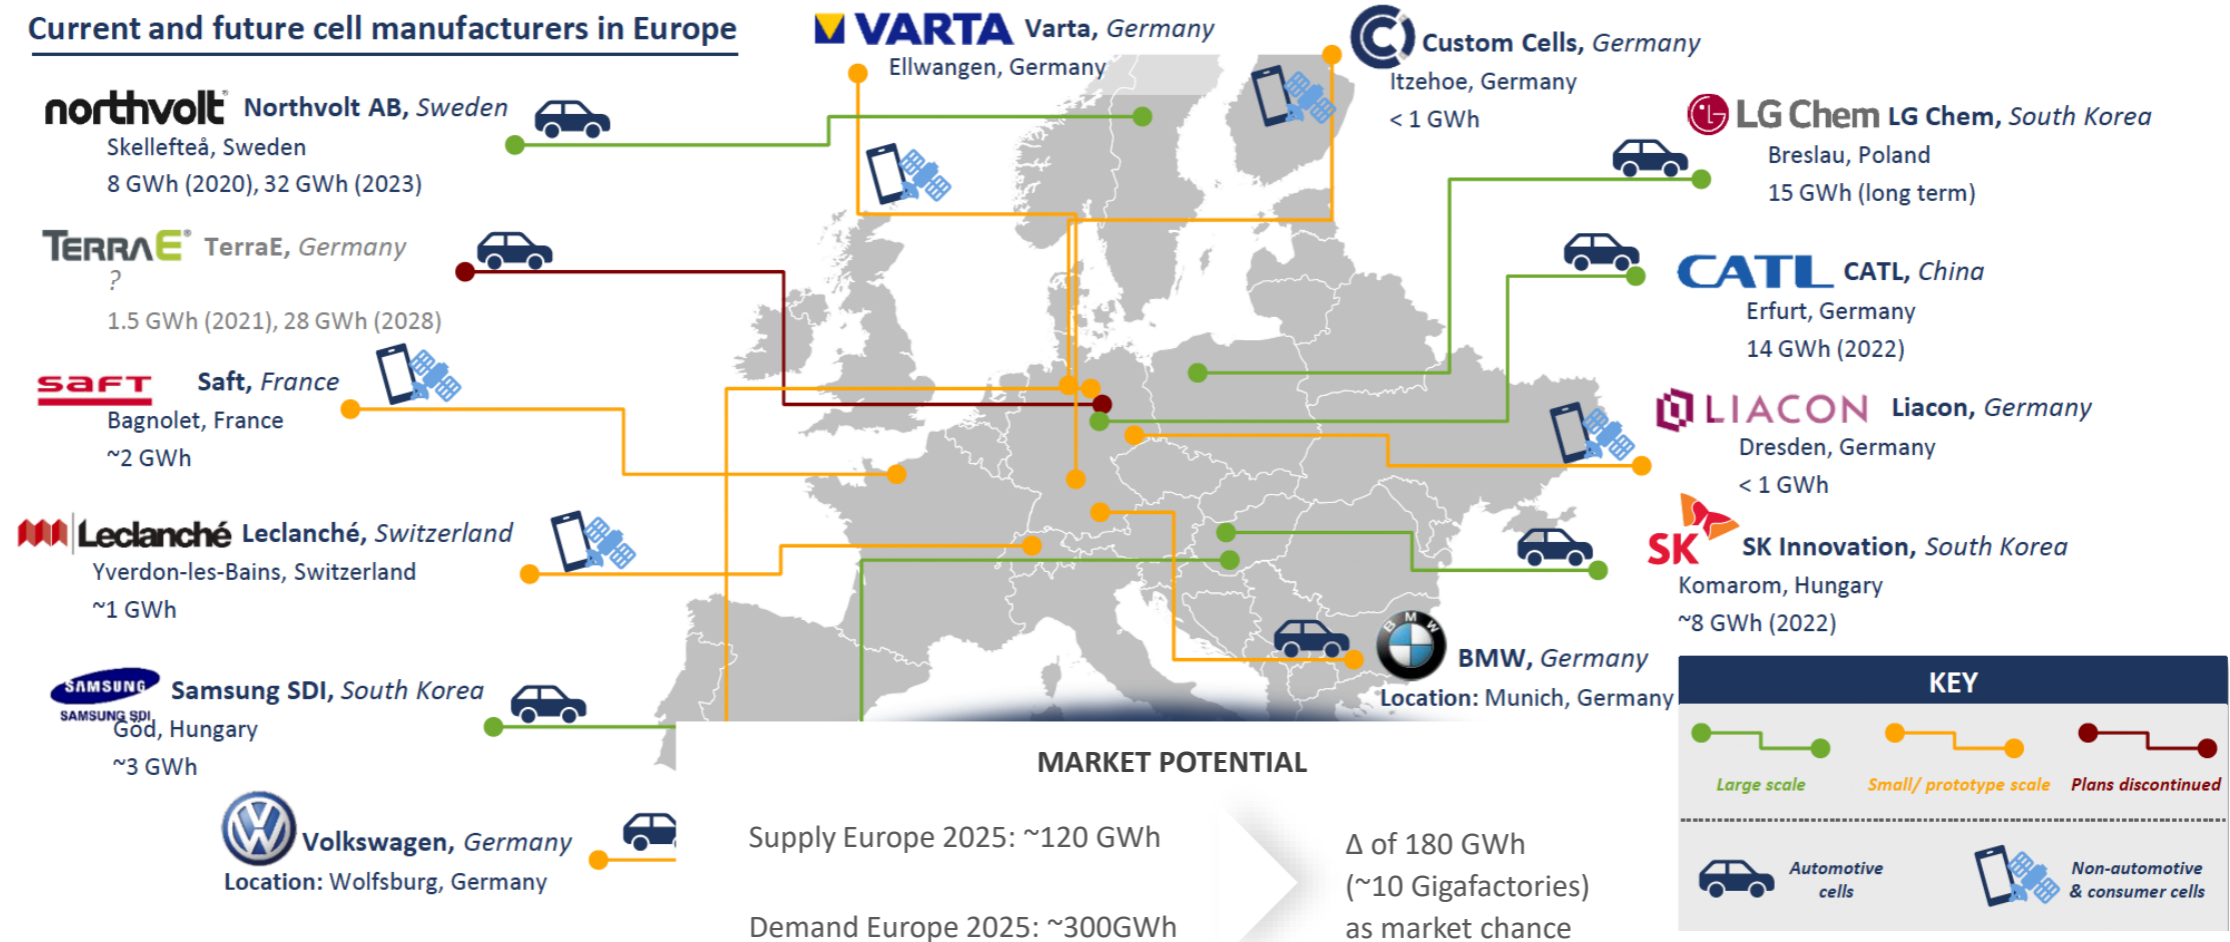 Current and future cell manufacturers in Europe
northvolt Northvolt AB, Sweden
Skellefteå, Sweden
8 GWh (2020), 32 GWh (2023)
TERRAE TerraE, Germany
?
1.5 GWh (2021), 28 GWh (2028)
saft Saft, France
Bagnolet, France
~2 GWh
Leclanché Leclanché, Switzerland
Yverdon-les-Bains, Switzerland
~1 GWh
SAMSUNG
SAMSUNG SDI
Samsung SDI, South Korea
Göd, Hungary
~3 GWh
Volkswagen, Germany
Location: Wolfsburg, Germany
VARTA Varta, Germany
Ellwangen, Germany
Custom Cells, Germany
Itzehoe, Germany
< 1 GWh
LG LG Chem LG Chem, South Korea
Breslau, Poland
15 GWh (long term)
CATL CATL, China
Erfurt, Germany
14 GWh (2022)
LIACON Liacon, Germany
Dresden, Germany
< 1 GWh
SK SK Innovation, South Korea
Komarom, Hungary
~8 GWh (2022)
BMW BMW, Germany
Location: Munich, Germany
MARKET POTENTIAL
Supply Europe 2025: ~120 GWh
Demand Europe 2025: ~300GWh
Δ of 180 GWh
(~10 Gigafactories)
as market chance
KEY
Large scale
Small/ prototype scale
Plans discontinued
Automotive
cells
Non-automotive
& consumer cells